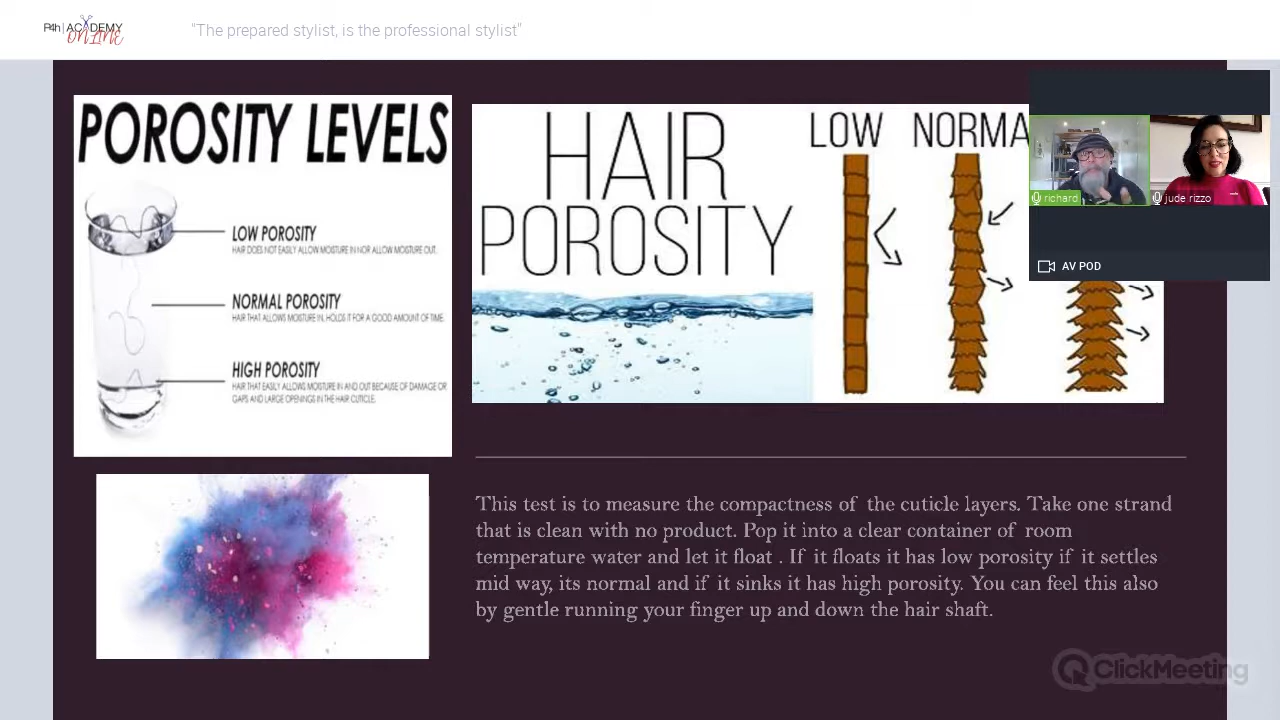 P4h | ACADEMY
ONLINE
"The prepared stylist, is the professional stylist"
POROSITY LEVELS
LOW POROSITY
HAIR DOES NOT EASILY ALLOW MOISTURE IN NOR ALLOW MOISTURE OUT.
NORMAL POROSITY
HAIR THAT ALLOWS MOISTURE IN, HOLDS IT FOR A GOOD AMOUNT OF TIME.
HIGH POROSITY
HAIR THAT EASILY ALLOWS MOISTURE IN AND OUT BECAUSE OF DAMAGE OR
GAPS AND LARGE OPENINGS IN THE HAIR CUTICLE.
HAIR
POROSITY
LOW NORMA
richard
jude rizzo
AV POD
This test is to measure the compactness of the cuticle layers. Take one strand
that is clean with no product. Pop it into a clear container of room
temperature water and let it float . If it floats it has low porosity if it settles
mid way, its normal and if it sinks it has high porosity. You can feel this also
by gentle running your finger up and down the hair shaft.
ClickMeeting